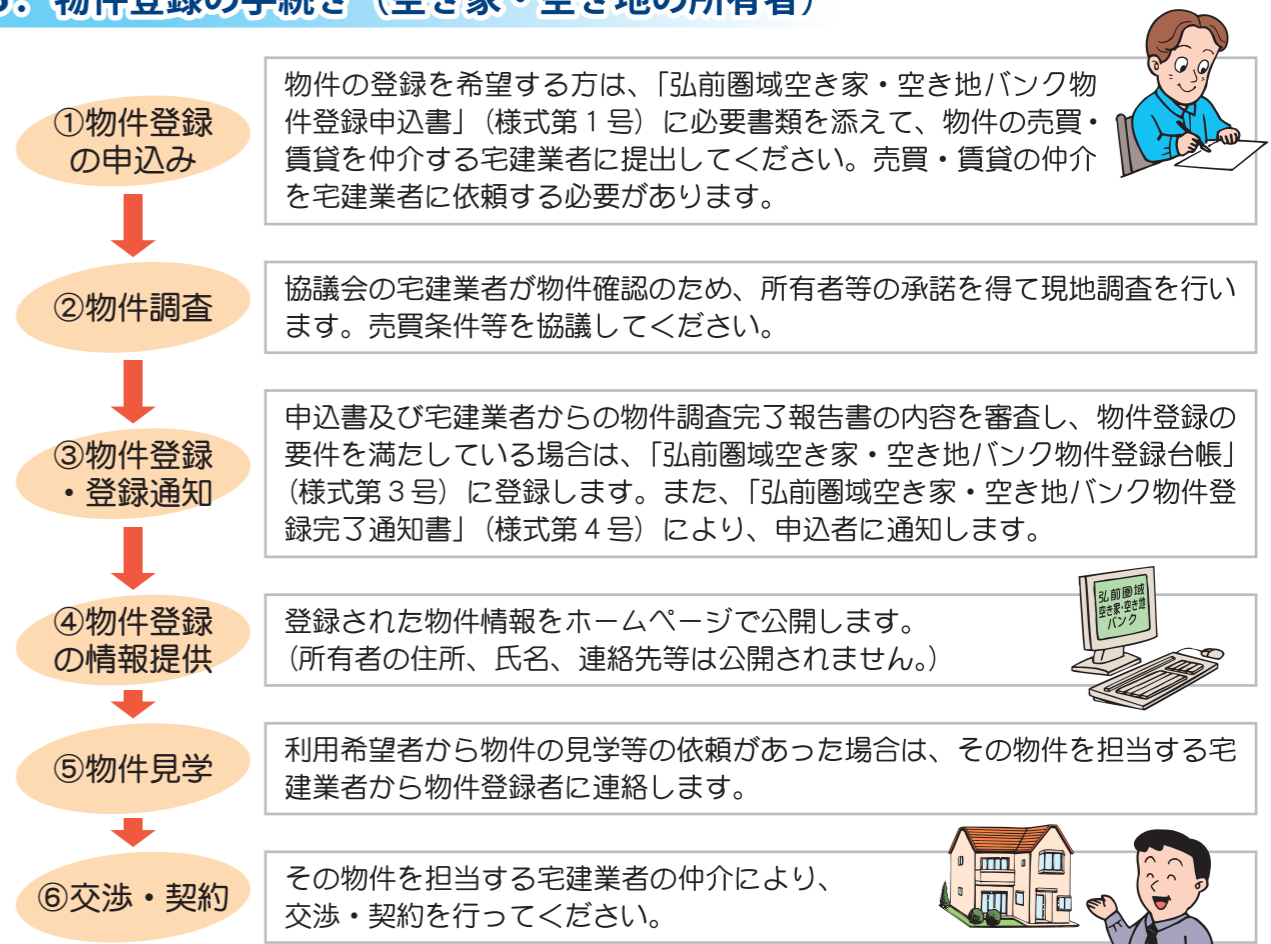 物件登録の手続き（空き家・空き地の所有者）
①物件登録
の申込み
物件の登録を希望する方は、「弘前圏域空き家・空き地バンク物
件登録申込書」（様式第１号）に必要書類を添えて、物件の売買・
賃貸を仲介する宅建業者に提出してください。売買・賃貸の仲介
を宅建業者に依頼する必要があります。
②物件調査
協議会の宅建業者が物件確認のため、所有者等の承諾を得て現地調査を行い
ます。売買条件等を協議してください。
③物件登録
・登録通知
申込書及び宅建業者からの物件調査完了報告書の内容を審査し、物件登録の
要件を満たしている場合は、「弘前圏域空き家・空き地バンク物件登録台帳」
（様式第３号）に登録します。また、「弘前圏域空き家・空き地バンク物件登
録完了通知書」（様式第４号）により、申込者に通知します。
④物件登録
の情報提供
登録された物件情報をホームページで公開します。
（所有者の住所、氏名、連絡先等は公開されません。）
弘前圏域
空き家・空き地
バンク
⑤物件見学
利用希望者から物件の見学等の依頼があった場合は、その物件を担当する宅
建業者から物件登録者に連絡します。
⑥交渉・契約
その物件を担当する宅建業者の仲介により、
交渉・契約を行ってください。